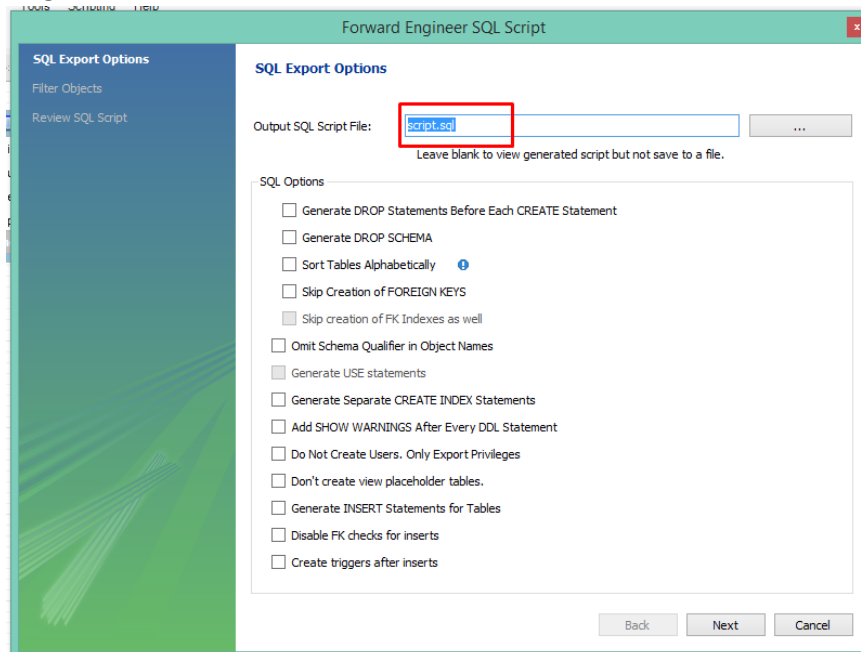 Tools Scripting Help
Forward Engineer SQL Script
x
SQL Export Options
Filter Objects
Review SQL Script
SQL Export Options
Output SQL Script File: script.sql ...
Leave blank to view generated script but not save to a file.
SQL Options
Generate DROP Statements Before Each CREATE Statement
Generate DROP SCHEMA
Sort Tables Alphabetically
Skip Creation of FOREIGN KEYS
Skip creation of FK Indexes as well
Omit Schema Qualifier in Object Names
Generate USE statements
Generate Separate CREATE INDEX Statements
Add SHOW WARNINGS After Every DDL Statement
Do Not Create Users. Only Export Privileges
Don't create view placeholder tables.
Generate INSERT Statements for Tables
Disable FK checks for inserts
Create triggers after inserts
Back Next Cancel